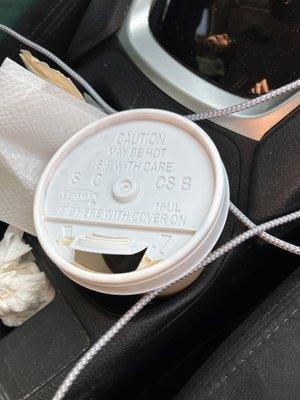 CAUTION
MAY BE HOT
SIP WITH CARE
S C CS B
16UL
SIP HERE WITH COVER ON